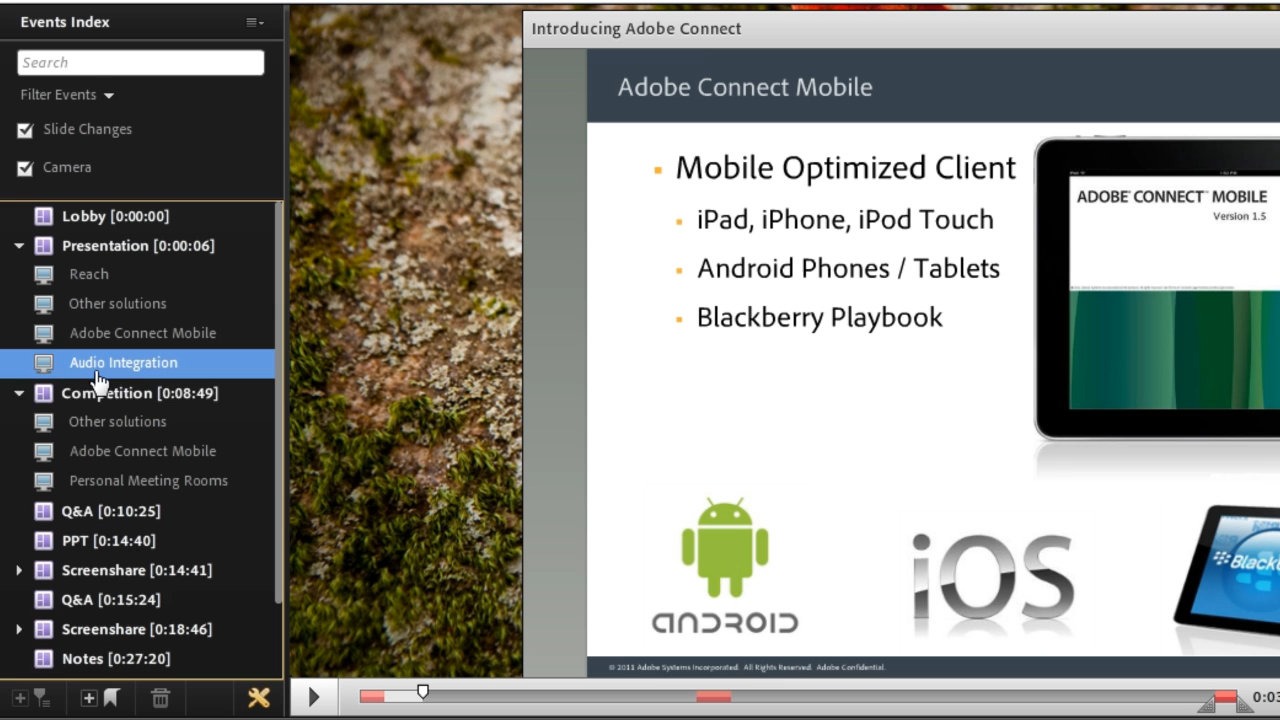 Events Index
Search
Filter Events
Slide Changes
Camera
Lobby [0:00:00]
Presentation [0:00:06]
Reach
Other solutions
Adobe Connect Mobile
Audio Integration
Competition [0:08:49]
Other solutions
Adobe Connect Mobile
Personal Meeting Rooms
Q&A [0:10:25]
PPT [0:14:40]
Screenshare [0:14:41]
Q&A [0:15:24]
Screenshare [0:18:46]
Notes [0:27:20]
Introducing Adobe Connect
Adobe Connect Mobile
Mobile Optimized Client
iPad, iPhone, iPod Touch
Android Phones / Tablets
Blackberry Playbook
ADOBE® CONNECT™ MOBILE
Version 1.5
ANDROID
iOS
© 2011 Adobe Systems Incorporated. All Rights Reserved. Adobe Confidential.